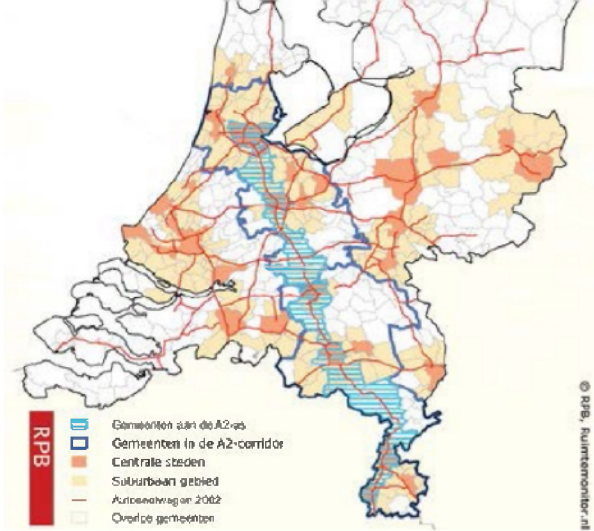 RPB
Gemeenten aan de A2-as
Gemeenten in de A2-corridor
Centrale steden
Suburbaan gebied
Autosnelwegen 2002
Overige gemeenten
© RPB, Ruimtemonitor.nl